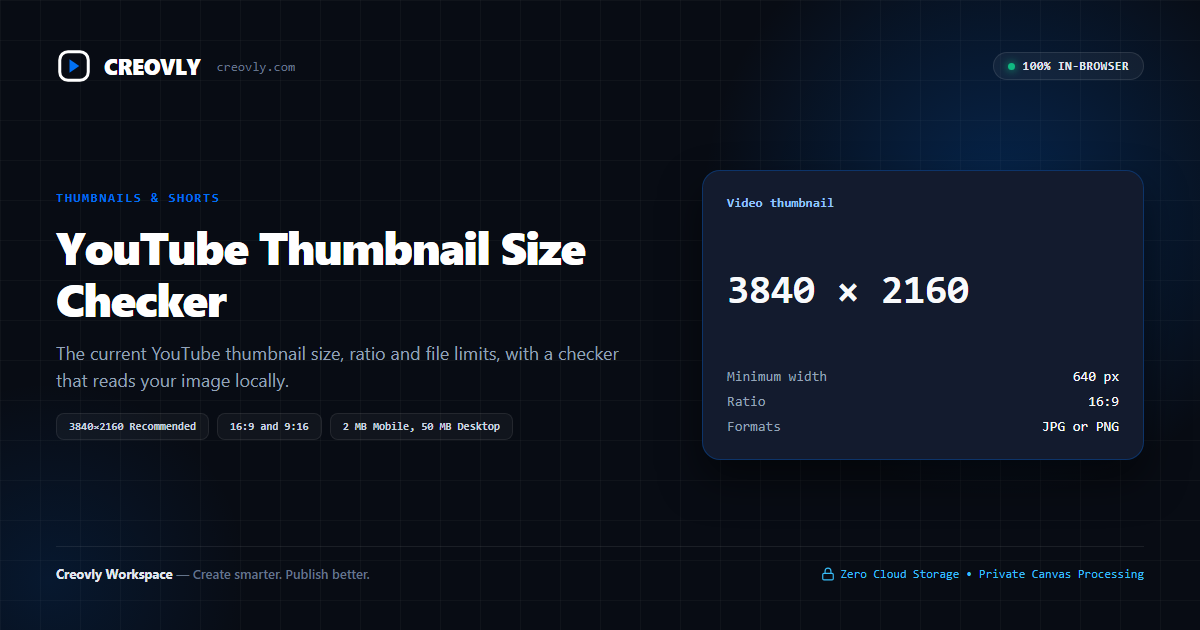 CREOVLY creovly.com
100% IN-BROWSER
THUMBNAILS & SHORTS
YouTube Thumbnail Size
Checker
The current YouTube thumbnail size, ratio and file limits, with a checker
that reads your image locally.
3840×2160 Recommended
16:9 and 9:16
2 MB Mobile, 50 MB Desktop
Video thumbnail
3840 × 2160
Minimum width 640 px
Ratio 16:9
Formats JPG or PNG
Creovly Workspace — Create smarter. Publish better.
Zero Cloud Storage • Private Canvas Processing